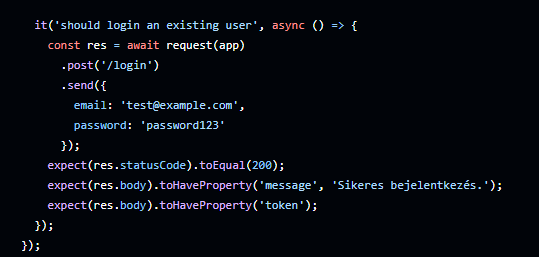 it('should login an existing user', async () => {
const res = await request(app)
.post('/login')
.send({
email: 'test@example.com',
password: 'password123'
});
expect(res.statusCode).toEqual(200);
expect(res.body).toHaveProperty('message', 'Sikeres bejelentkezés.');
expect(res.body).toHaveProperty('token');
});
});